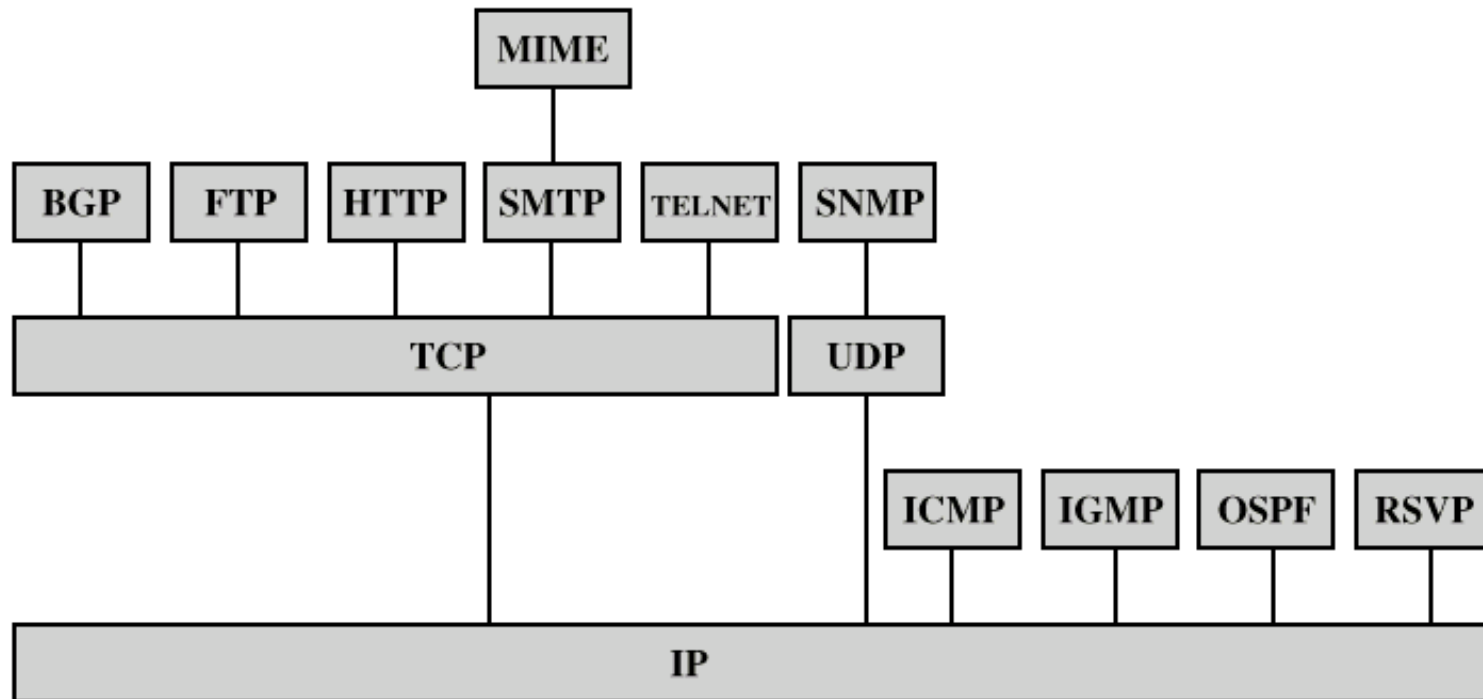 MIME
BGP FTP HTTP SMTP TELNET SNMP
TCP UDP
ICMP IGMP OSPF RSVP
IP